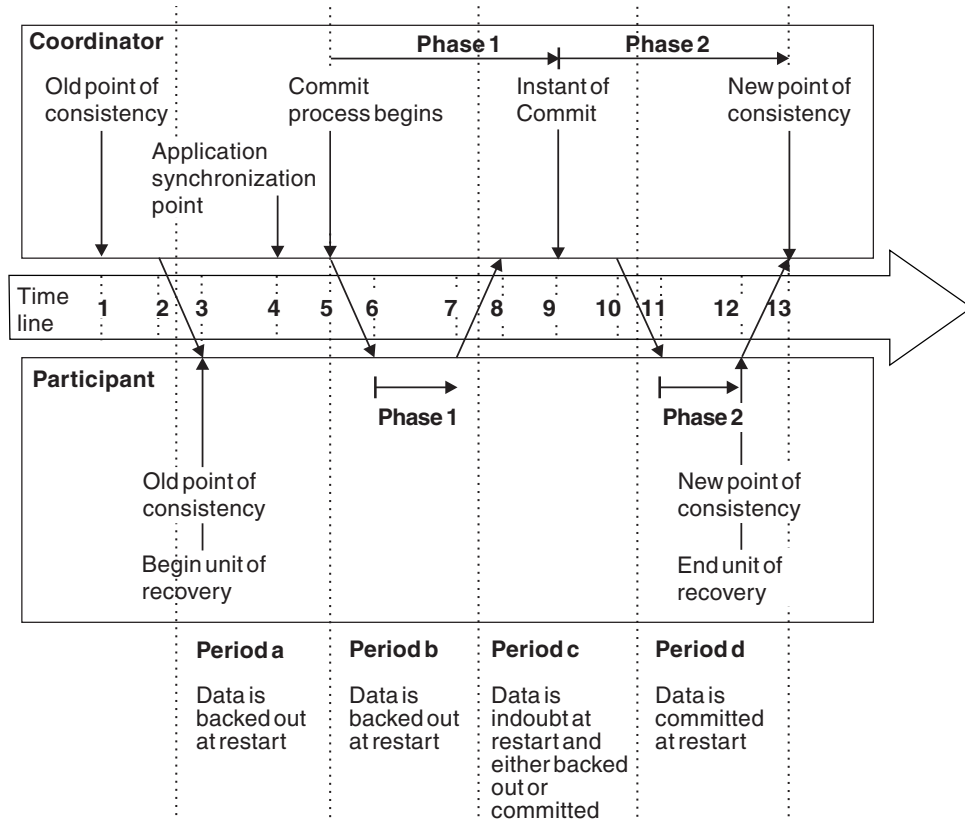 Coordinator
Phase 1
Phase 2
Old point of
consistency
Commit
process begins
Instant of
Commit
New point of
consistency
Application
synchronization
point
Time
line
1 2 3 4 5 6 7 8 9 10 11 12 13
Participant
Phase 1
Phase 2
Old point of
consistency
Begin unit of
recovery
New point of
consistency
End unit of
recovery
Period a
Data is
backed out
at restart
Period b
Data is
backed out
at restart
Period c
Data is
indoubt at
restart and
either backed
out or
committed
Period d
Data is
committed
at restart